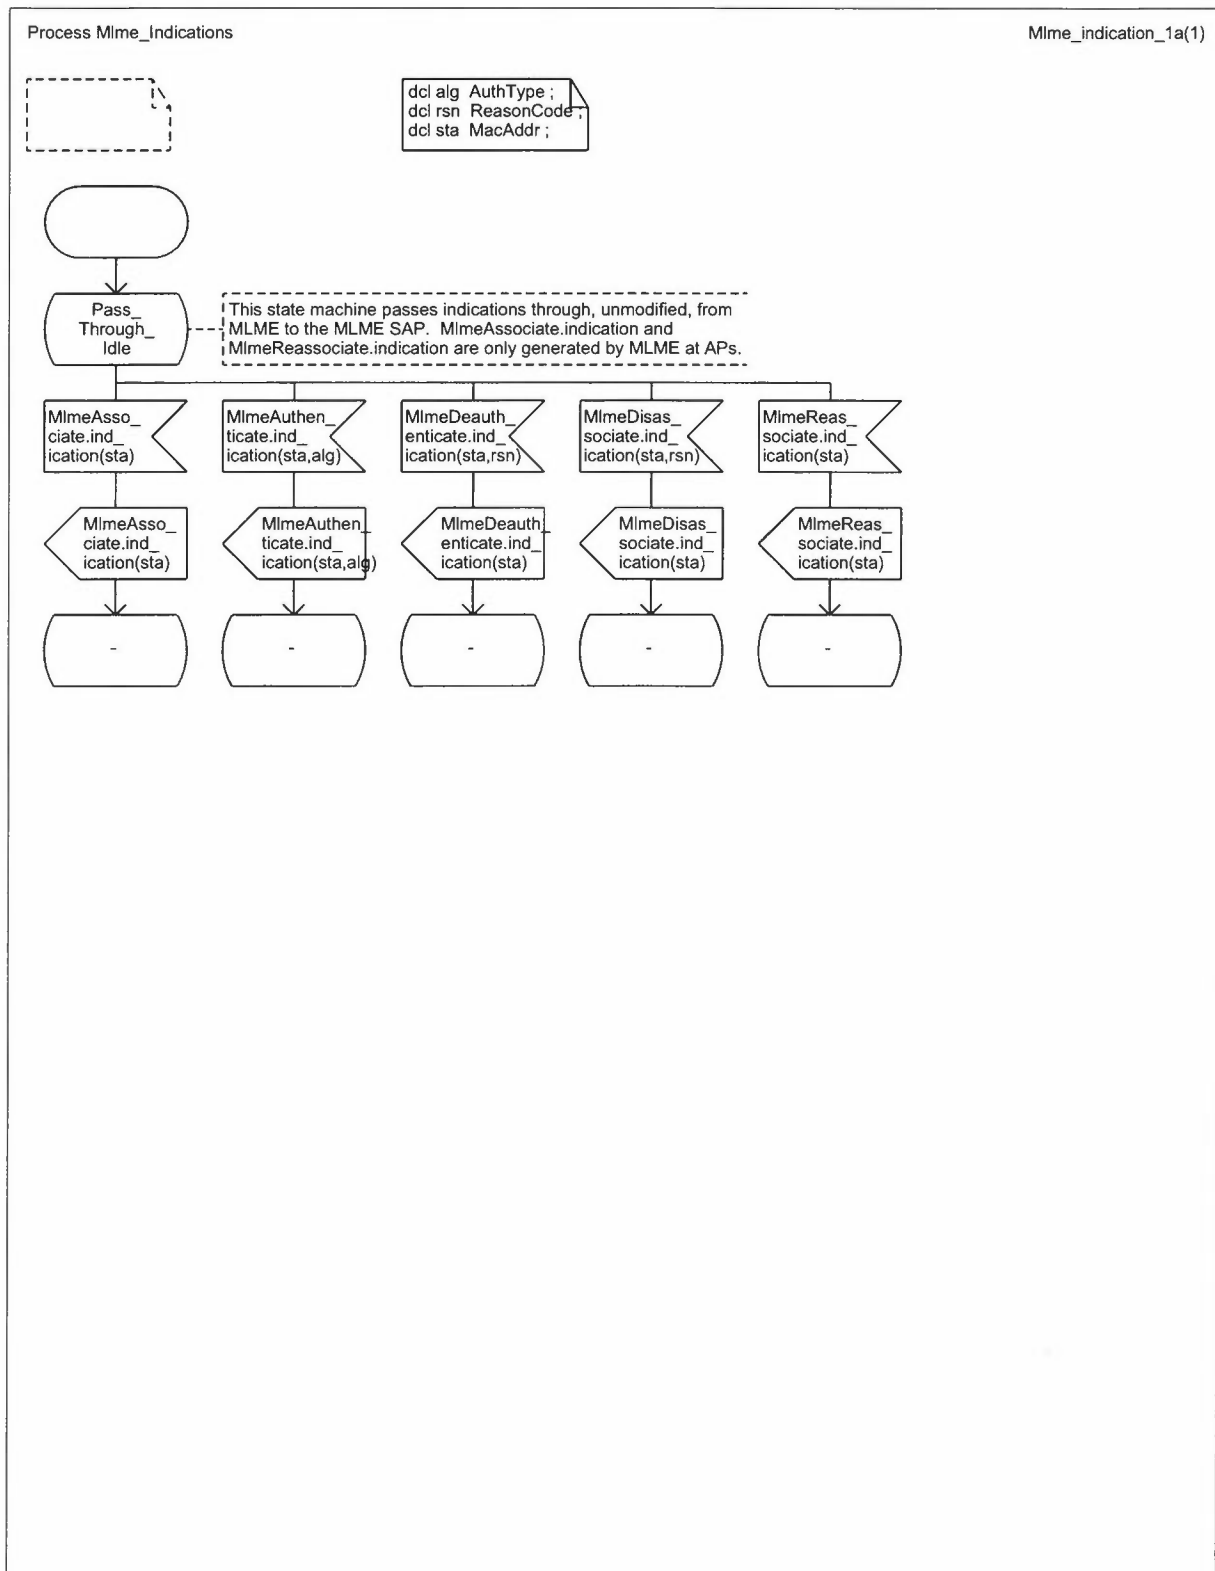 Process Mlme_Indications
Mlme_indication_1a(1)
dcl alg AuthType ;
dcl rsn ReasonCode ;
dcl sta MacAddr ;
Pass_
Through_
Idle
This state machine passes indications through, unmodified, from
MLME to the MLME SAP. MlmeAssociate.indication and
MlmeReassociate.indication are only generated by MLME at APs.
MlmeAsso_
ciate.ind_
ication(sta)
MlmeAuthen_
ticate.ind_
ication(sta,alg)
MlmeDeauth_
enticate.ind_
ication(sta,rsn)
MlmeDisas_
sociate.ind_
ication(sta,rsn)
MlmeReas_
sociate.ind_
ication(sta)
MlmeAsso_
ciate.ind_
ication(sta)
MlmeAuthen_
ticate.ind_
ication(sta,alg)
MlmeDeauth_
enticate.ind_
ication(sta)
MlmeDisas_
sociate.ind_
ication(sta)
MlmeReas_
sociate.ind_
ication(sta)
-
-
-
-
-